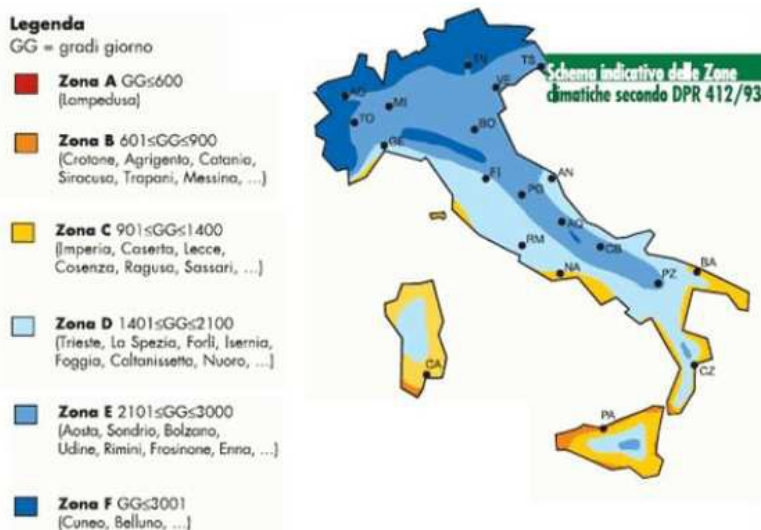 Legenda
GG = gradi giorno
Zona A GG≤600
(Lampedusa)
Zona B 601≤GG≤900
(Crotone, Agrigento, Catania,
Siracusa, Trapani, Messina, ...)
Zona C 901≤GG≤1400
(Imperia, Caserta, Lecce,
Cosenza, Ragusa, Sassari, ...)
Zona D 1401≤GG≤2100
(Trieste, La Spezia, Forlì, Isernia,
Foggia, Caltanissetta, Nuoro, ...)
Zona E 2101≤GG≤3000
(Aosta, Sondrio, Bolzano,
Udine, Rimini, Frosinone, Enna, ...)
Zona F GG≤3001
(Cuneo, Belluno, ...)
Schema indicativo delle Zone
climatiche secondo DPR 412/93
TN
TS
VE
AO
MI
TO
BO
GE
FI
AN
PG
AQ
RM
CB
NA
BA
PZ
CA
CZ
PA